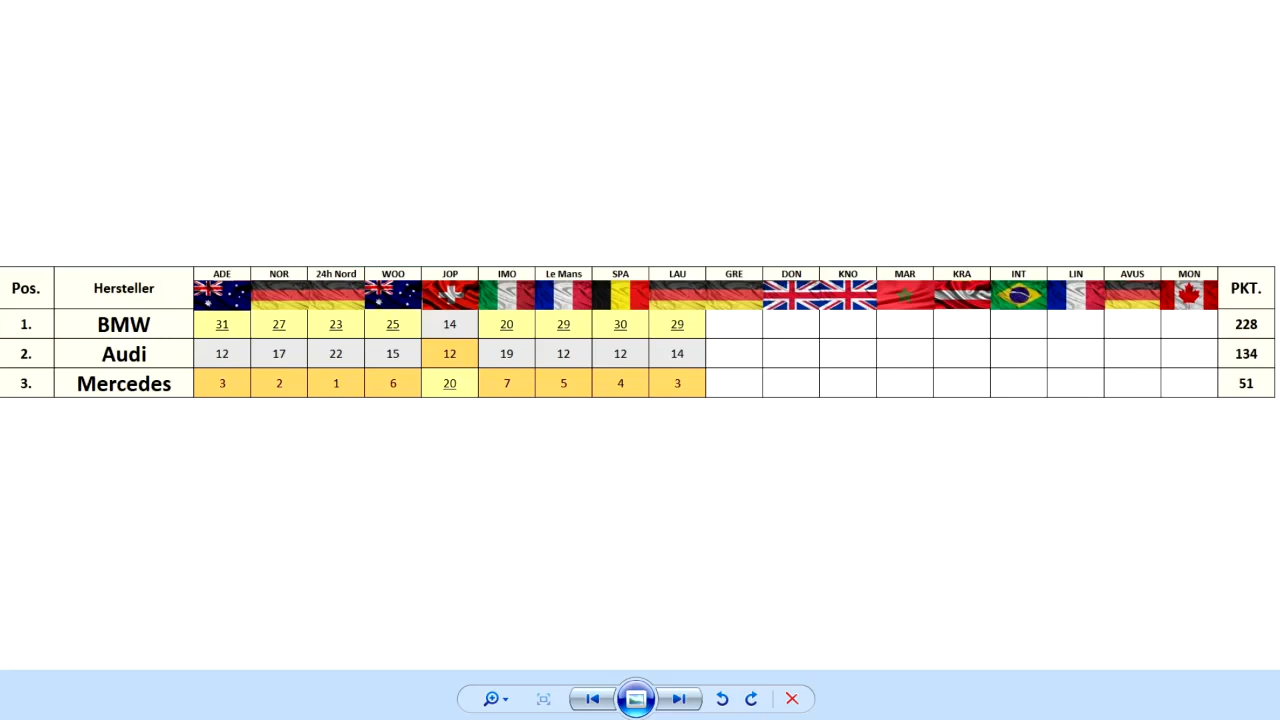 Pos. Hersteller ADE NOR 24h Nord WOO JOP IMO Le Mans SPA LAU GRE DON KNO MAR KRA INT LIN AVUS MON PKT.
1. BMW 31 27 23 25 14 20 29 30 29 228
2. Audi 12 17 22 15 12 19 12 12 14 134
3. Mercedes 3 2 1 6 20 7 5 4 3 51